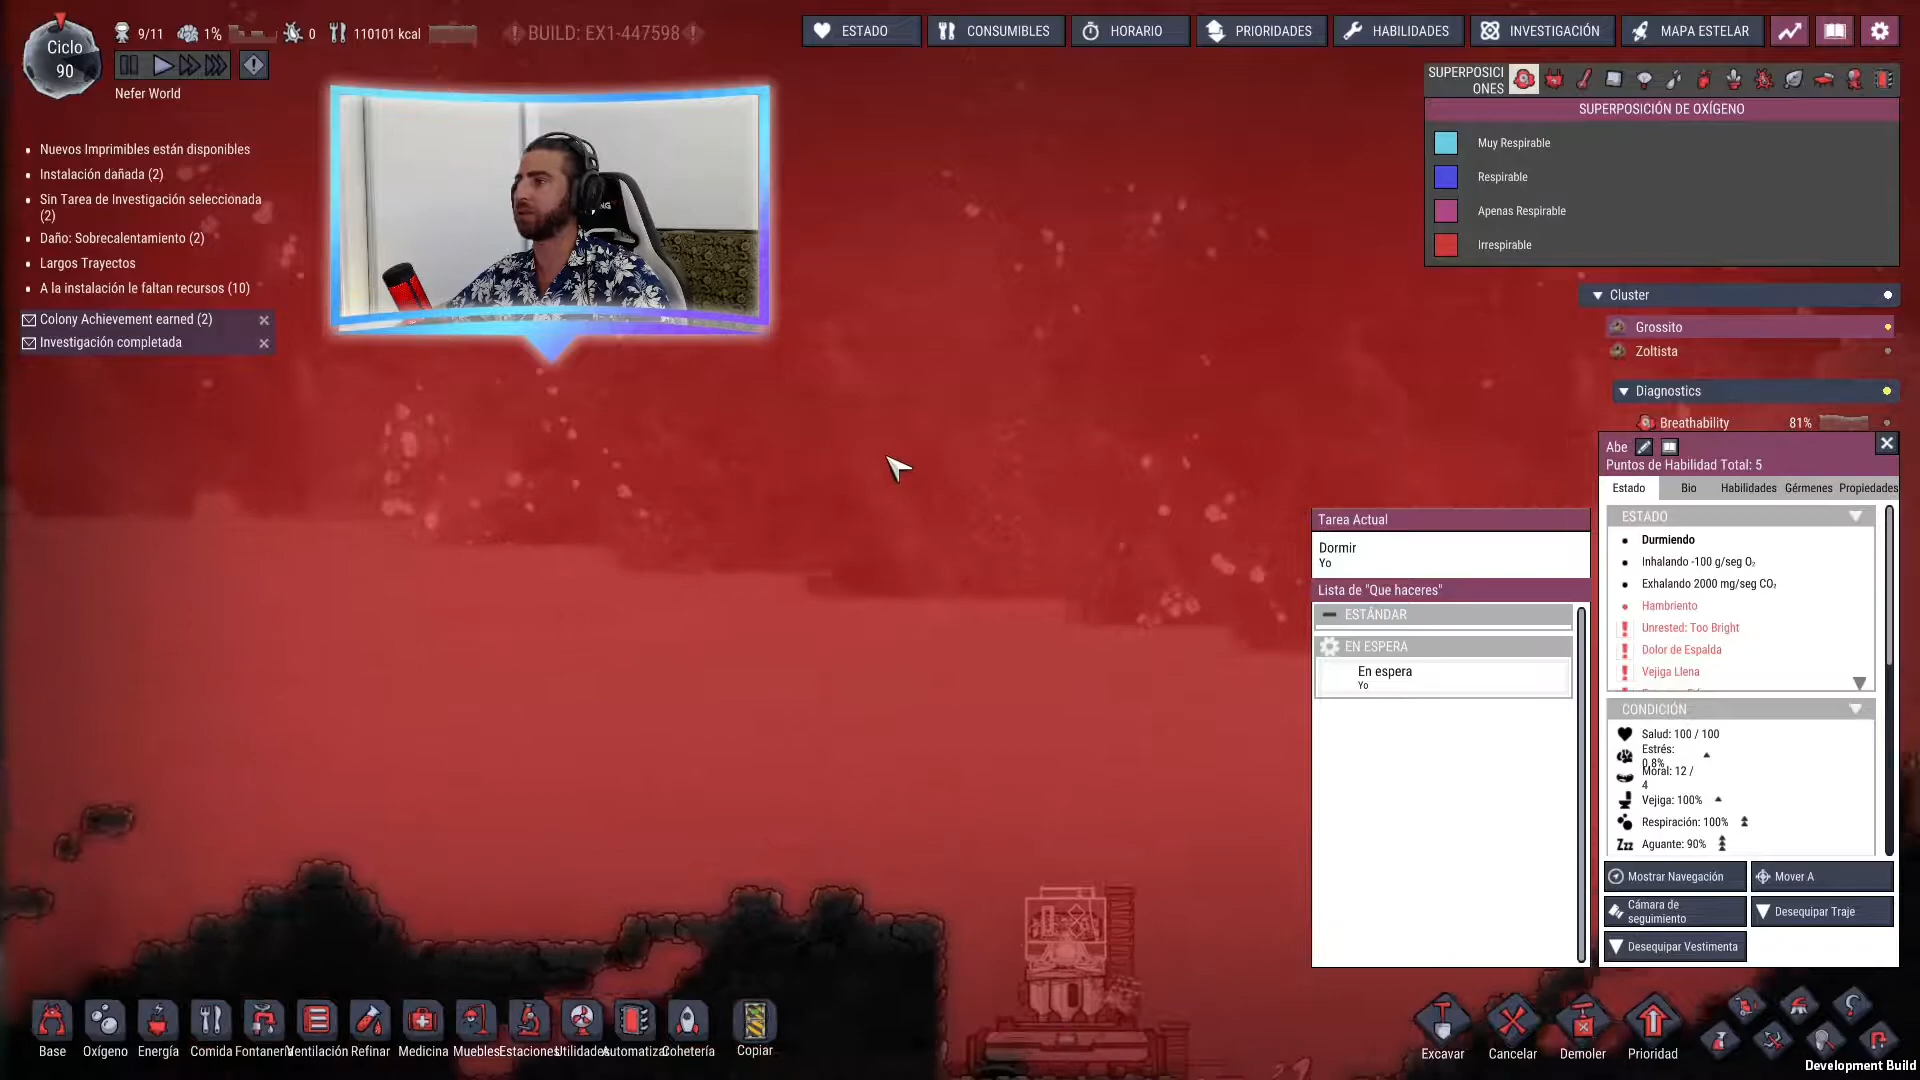 Ciclo
90
9/11
1%
0
110101 kcal
BUILD: EX1-447598
Nefer World
ESTADO
CONSUMIBLES
HORARIO
PRIORIDADES
HABILIDADES
INVESTIGACIÓN
MAPA ESTELAR
Nuevos Imprimibles están disponibles
Instalación dañada (2)
Sin Tarea de Investigación seleccionada
(2)
Daño: Sobrecalentamiento (2)
Largos Trayectos
A la instalación le faltan recursos (10)
Colony Achievement earned (2)
Investigación completada
SUPERPOSICI
ONES
SUPERPOSICIÓN DE OXÍGENO
Muy Respirable
Respirable
Apenas Respirable
Irrespirable
Cluster
Grossito
Zoltista
Diagnostics
Breathability 81%
Abe
Puntos de Habilidad Total: 5
Estado Bio Habilidades Gérmenes Propiedades
ESTADO
Durmiendo
Inhalando -100 g/seg O₂
Exhalando 2000 mg/seg CO₂
Hambriento
Unrested: Too Bright
Dolor de Espalda
Vejiga Llena
CONDICIÓN
Salud: 100 / 100
Estrés:
0.8%
Moral: 12 /
4
Vejiga: 100%
Respiración: 100%
Zzz Aguante: 90%
Mostrar Navegación
Mover A
Cámara de
seguimiento
Desequipar Traje
Desequipar Vestimenta
Tarea Actual
Dormir
Yo
Lista de "Que haceres"
ESTÁNDAR
EN ESPERA
En espera
Yo
Base
Oxígeno
Energía
Comida
Fontanería
Ventilación
Refinar
Medicina
Muebles
Estaciones
Utilidades
Automatizac
Cohetería
Copiar
Excavar
Cancelar
Demoler
Prioridad
Development Build